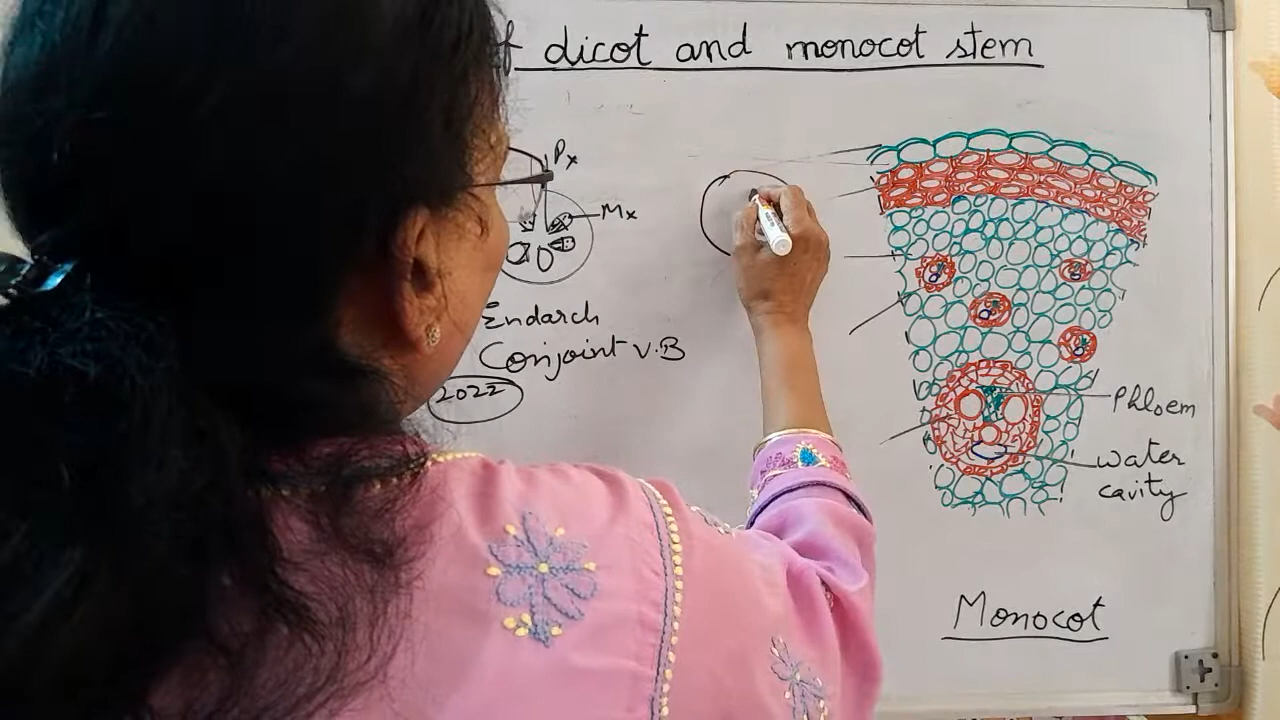 f dicot and monocot stem
Px
Mx
Endarch
Conjoint V.B
2022
Phloem
water
cavity
Monocot